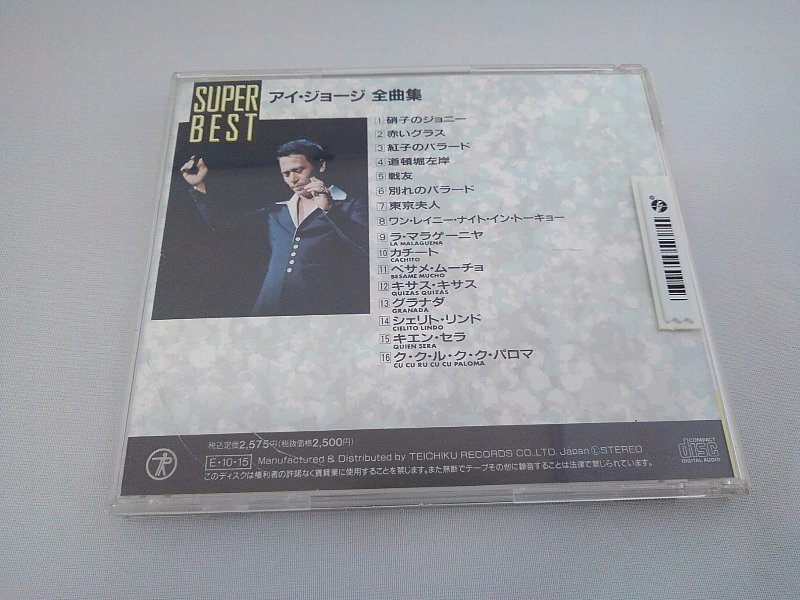 SUPER BEST
アイ・ジョージ 全曲集
1 硝子のジョニー
2 赤いグラス
3 紅子のバラード
4 道頓堀左岸
5 戦友
6 別れのバラード
7 東京夫人
8 ワン・レイニー・ナイト・イン・トーキョー
9 ラ・マラゲーニヤ
LA MALAGUENA
10 カチート
CACHITO
11 ベサメ・ムーチョ
BESAME MUCHO
12 キサス・キサス
QUIZAS QUIZAS
13 グラナダ
GRANADA
14 シェリト・リンド
CIELITO LINDO
15 キエン・セラ
QUIEN SERA
16 ク・ク・ル・ク・ク・パロマ
CU CU RU CU CU PALOMA
税込定価2,575円(税抜価格2,500円)
E・10・15 Manufactured & Distributed by TEICHIKU RECORDS CO.,LTD. Japan Ⓛ STEREO
このディスクは権利者の許諾なく賃貸業に使用することを禁じます。また無断でテープその他に録音することは法律で禁じられています。
COMPACT
disc
DIGITAL AUDIO